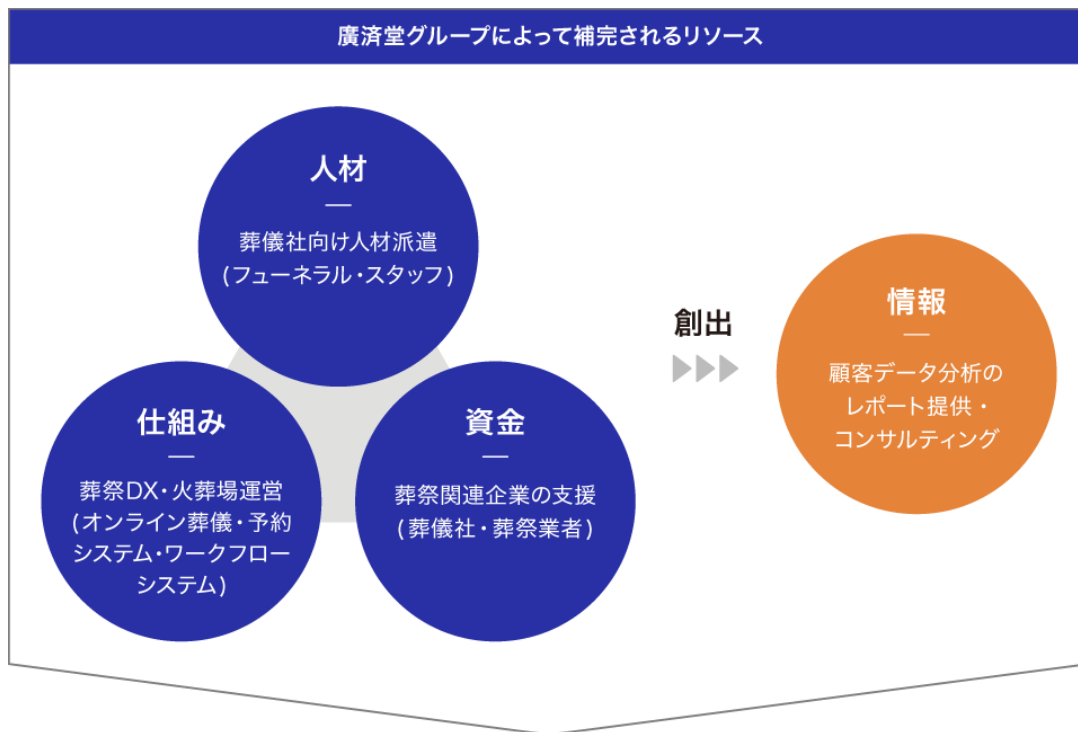 廣済堂グループによって補完されるリソース
人材
葬儀社向け人材派遣
(フューネラル・スタッフ)
仕組み
葬祭DX・火葬場運営
(オンライン葬儀・予約
システム・ワークフロー
システム)
資金
葬祭関連企業の支援
(葬儀社・葬祭業者)
創出
情報
顧客データ分析の
レポート提供・
コンサルティング